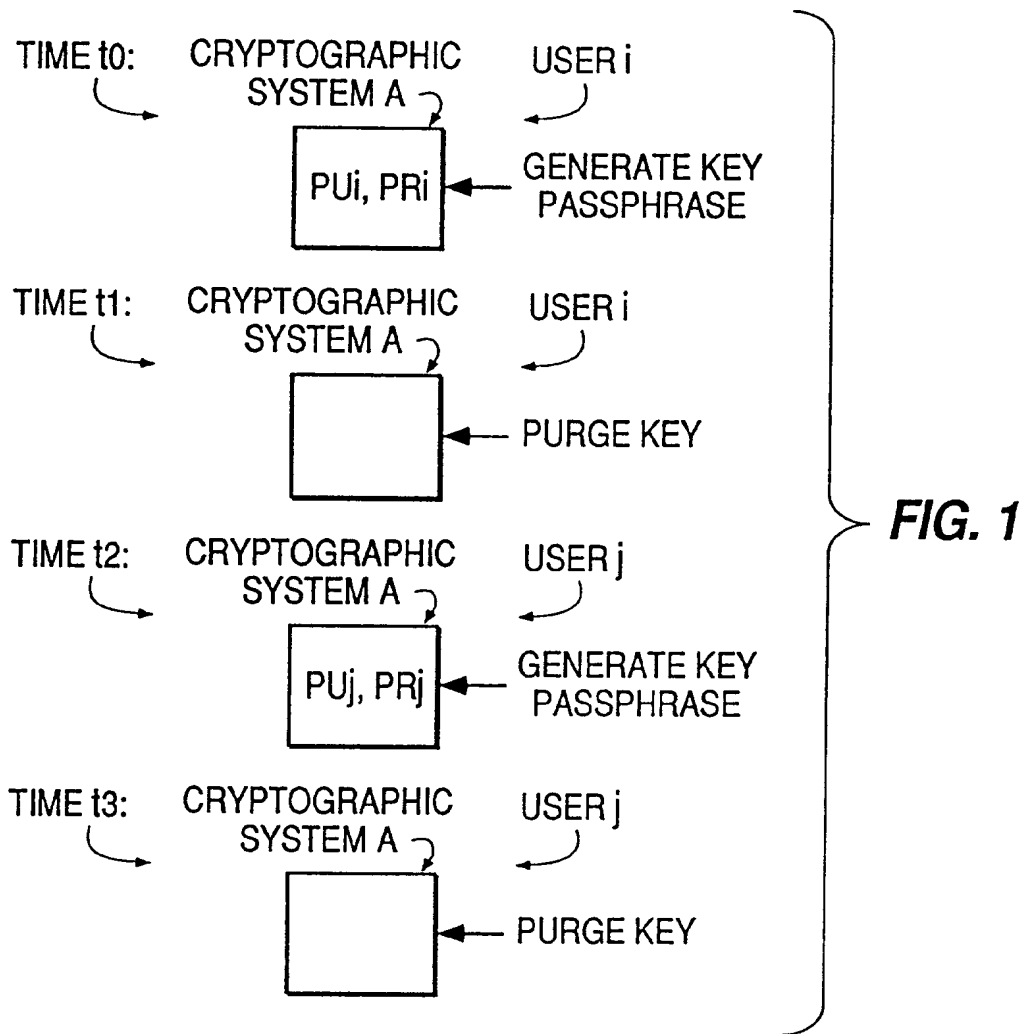 TIME t0:
CRYPTOGRAPHIC
SYSTEM A
USER i
PUi, PRi
GENERATE KEY
PASSPHRASE
TIME t1:
CRYPTOGRAPHIC
SYSTEM A
USER i
PURGE KEY
TIME t2:
CRYPTOGRAPHIC
SYSTEM A
USER j
PUj, PRj
GENERATE KEY
PASSPHRASE
TIME t3:
CRYPTOGRAPHIC
SYSTEM A
USER j
PURGE KEY
FIG. 1